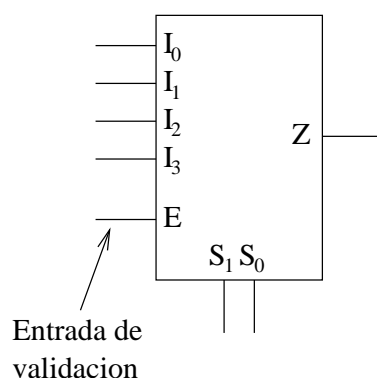 I0
I1
I2
I3
Z
E
S1 S0
Entrada de
validacion